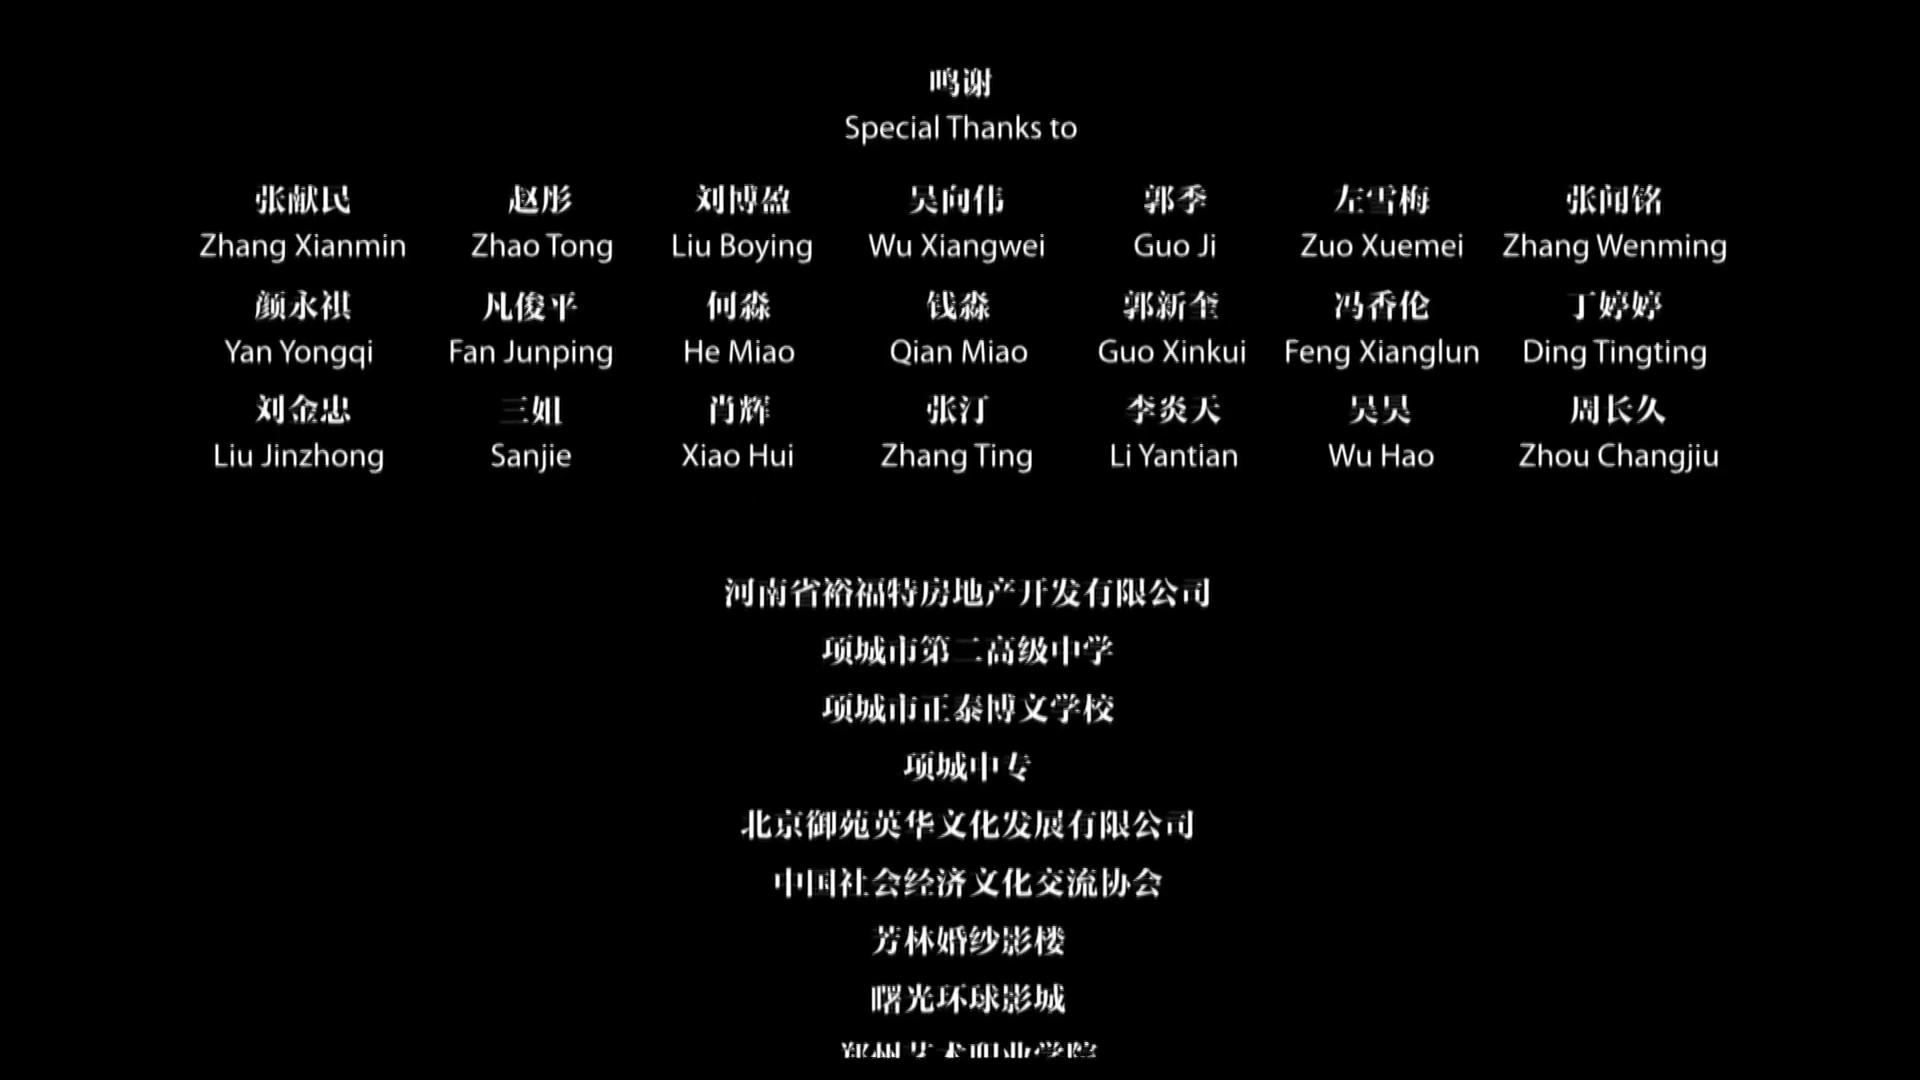 鸣谢
Special Thanks to
张献民 赵彤 刘博盈 吴向伟 郭季 左雪梅 张闻铭
Zhang Xianmin Zhao Tong Liu Boying Wu Xiangwei Guo Ji Zuo Xuemei Zhang Wenming
颜永祺 凡俊平 何淼 钱淼 郭新奎 冯香伦 丁婷婷
Yan Yongqi Fan Junping He Miao Qian Miao Guo Xinkui Feng Xianglun Ding Tingting
刘金忠 三姐 肖辉 张汀 李炎天 吴昊 周长久
Liu Jinzhong Sanjie Xiao Hui Zhang Ting Li Yantian Wu Hao Zhou Changjiu
河南省裕福特房地产开发有限公司
项城市第二高级中学
项城市正泰博文学校
项城中专
北京御苑英华文化发展有限公司
中国社会经济文化交流协会
芳林婚纱影楼
曙光环球影城
郑州艺术职业学院